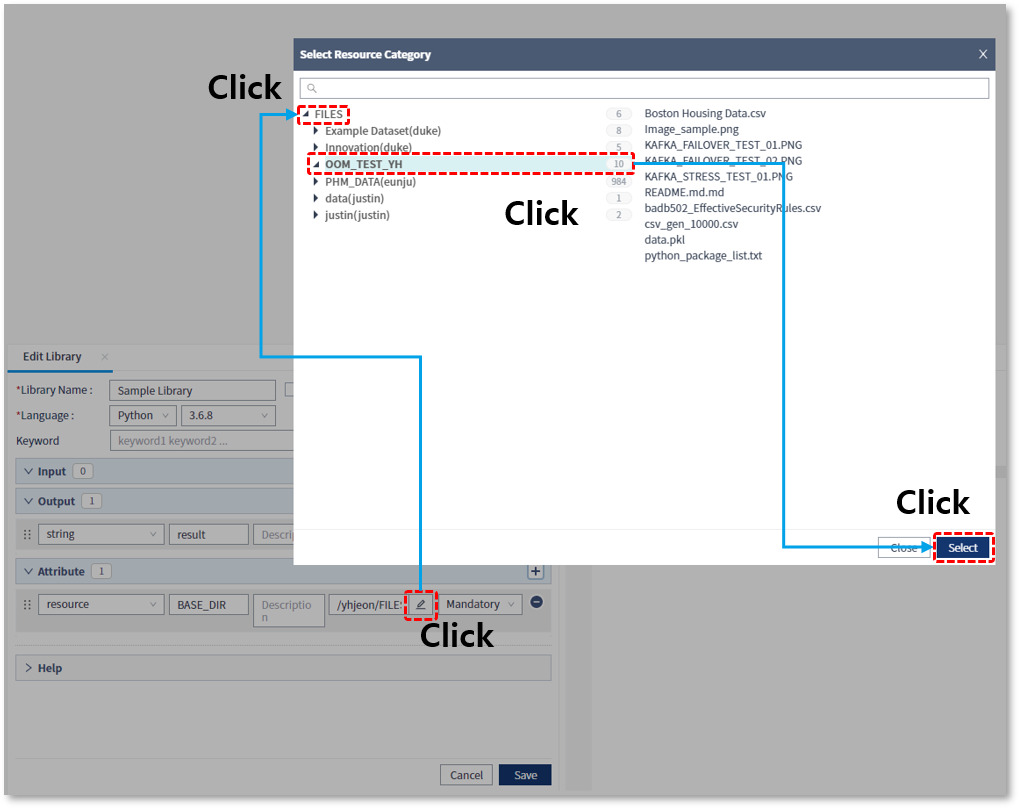 Select Resource Category X
Click
FILES 6
Example Dataset(duke) 8
Innovation(duke) 5
OOM_TEST_YH 10
PHM_DATA(eunju) 984
data(justin) 1
justin(justin) 2
Boston Housing Data.csv
Image_sample.png
KAFKA_FAILOVER_TEST_01.PNG
KAFKA_FAILOVER_TEST_02.PNG
KAFKA_STRESS_TEST_01.PNG
README.md.md
badb502_EffectiveSecurityRules.csv
csv_gen_10000.csv
data.pkl
python_package_list.txt
Click
Click
Close Select
Edit Library ×
*Library Name : Sample Library
*Language : Python 3.6.8
Keyword keyword1 keyword2 ...
Input 0
Output 1
string result Descri
Attribute 1 +
resource BASE_DIR Descriptio
n
/yhjeon/FILE: Mandatory
Click
Help
Cancel Save